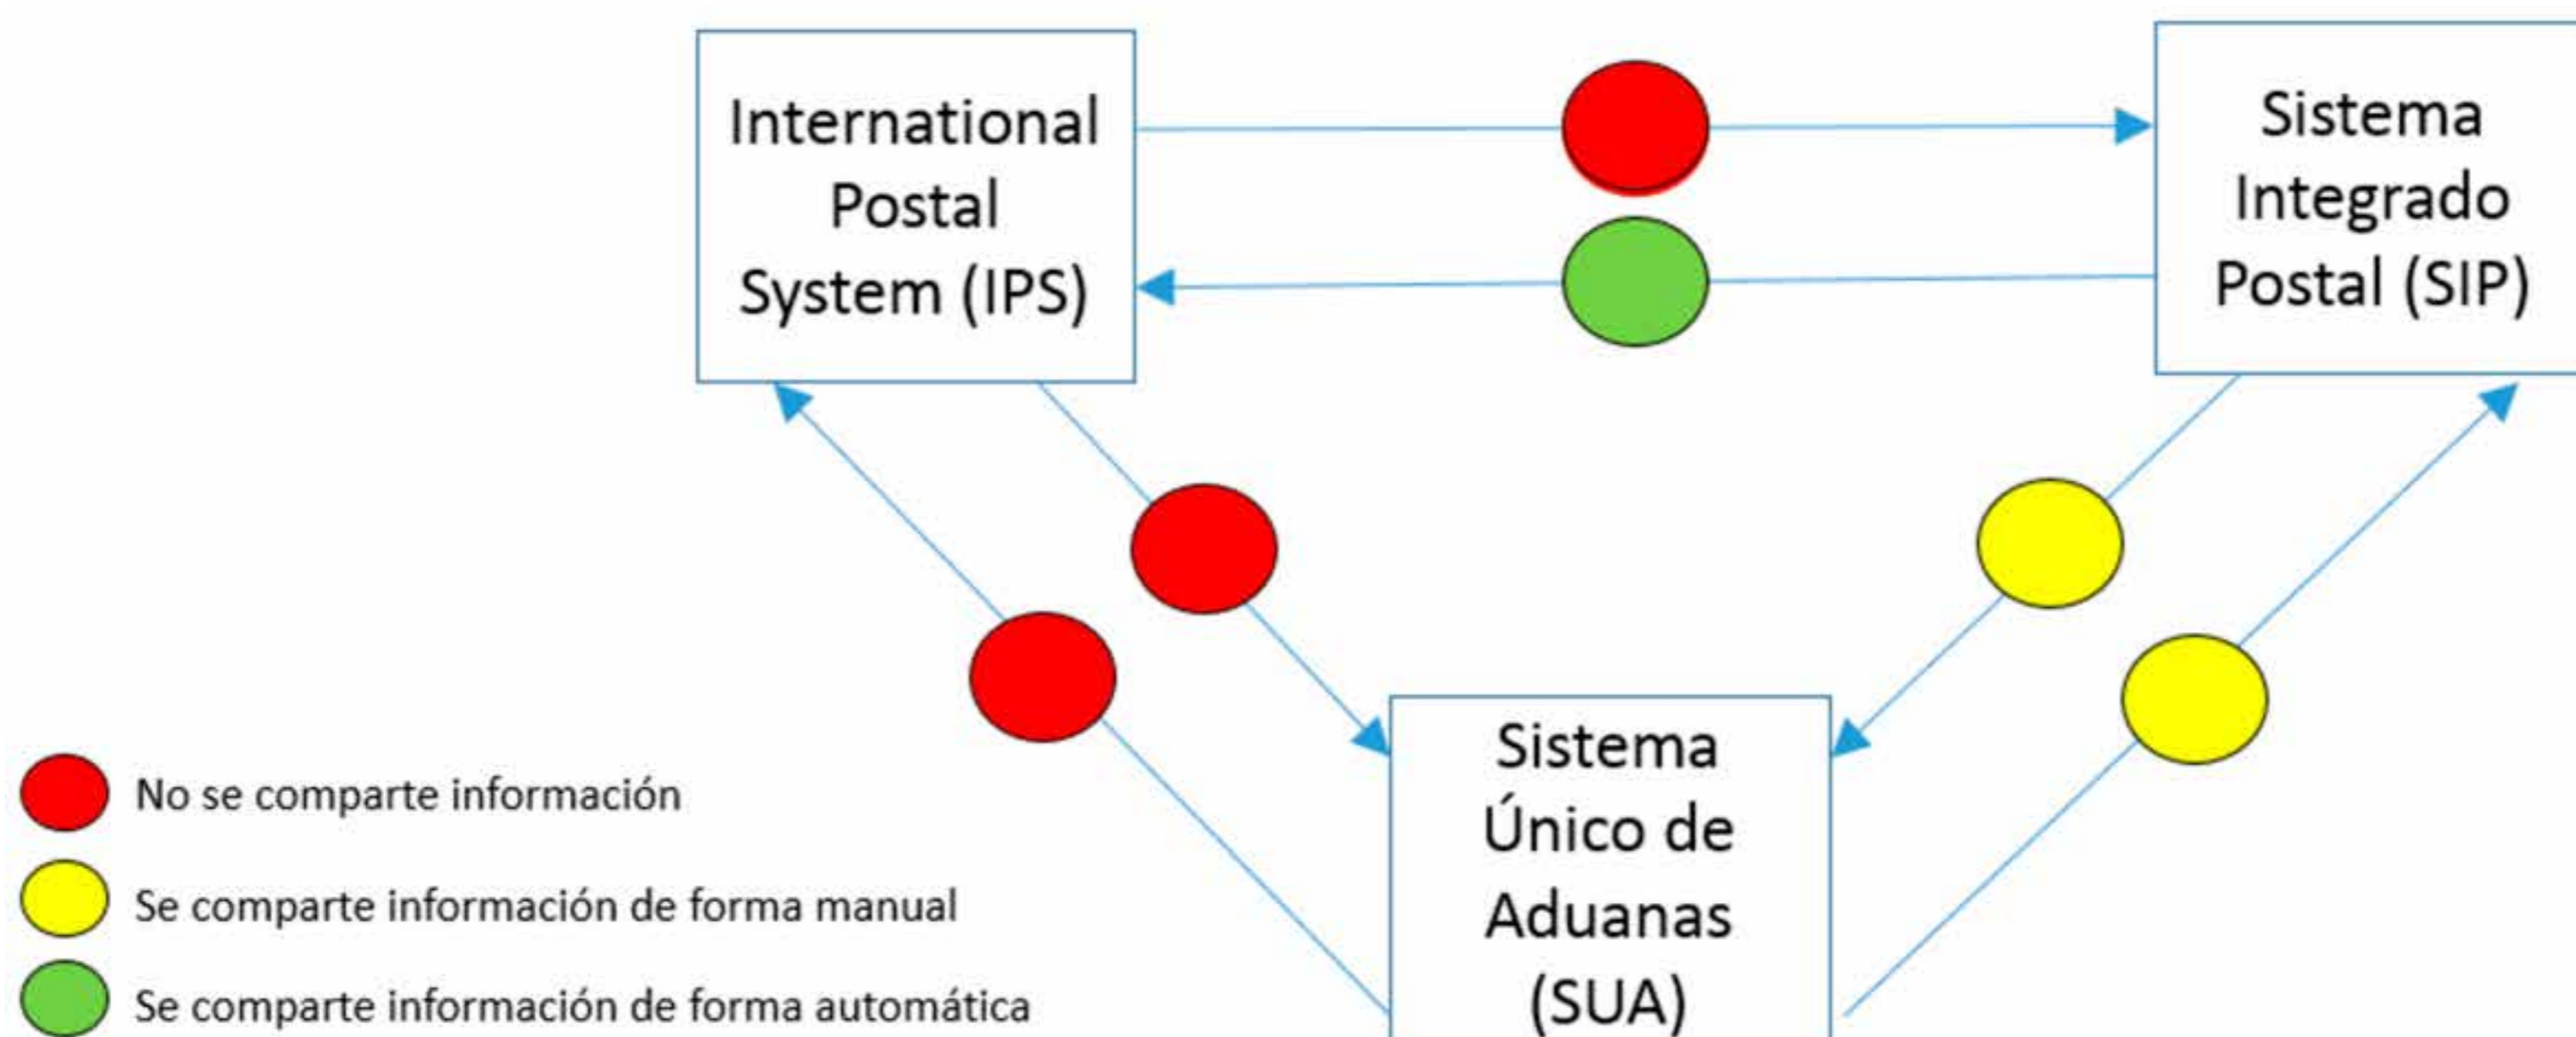 International
Postal
System (IPS)
Sistema
Integrado
Postal (SIP)
Sistema
Único de
Aduanas
(SUA)
No se comparte información
Se comparte información de forma manual
Se comparte información de forma automática